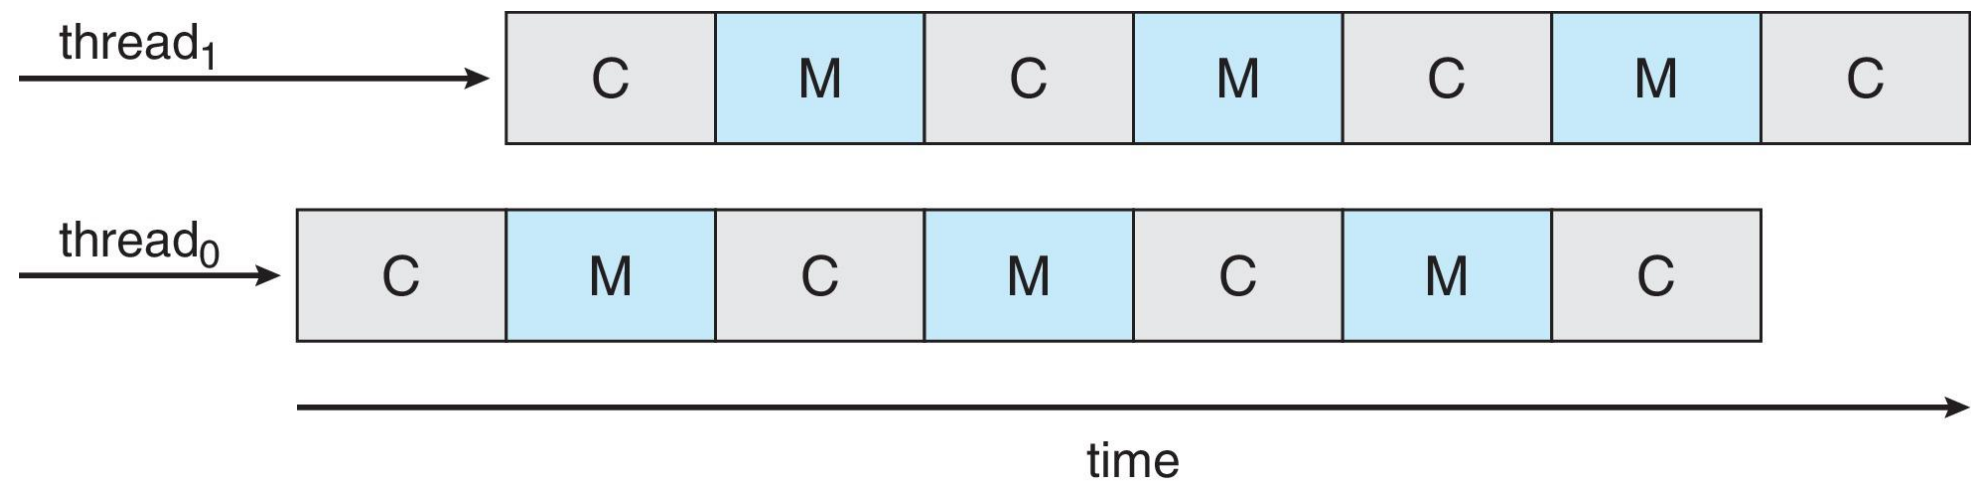 thread₁ C M C M C M C
thread₀ C M C M C M C
time